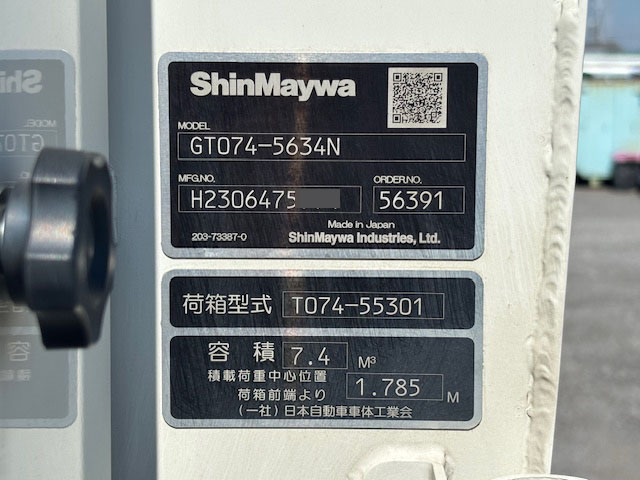 ShinMaywa
MODEL
GT074-5634N
MFG.NO. ORDER.NO.
H2306475 56391
Made in Japan
203-73387-0 ShinMaywa Industries, Ltd.
荷箱型式 T074-55301
容積 7.4 M³
積載荷重中心位置
荷箱前端より 1.785 M
(一社)日本自動車車体工業会